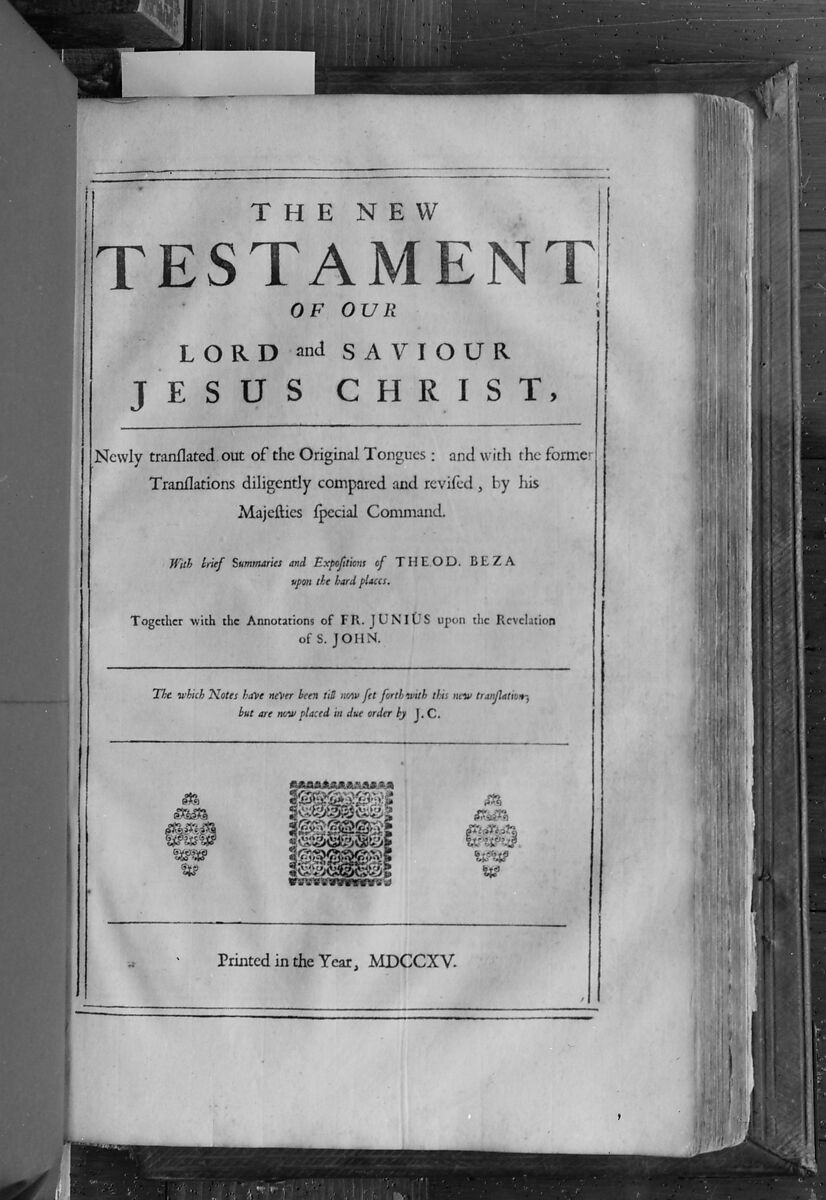 THE NEW
TESTAMENT
OF OUR
LORD and SAVIOUR
JESUS CHRIST,
Newly tranſlated out of the Original Tongues: and with the former
Tranſlations diligently compared and reviſed, by his
Majeſties ſpecial Command.
With brief Summaries and Expoſitions of THEOD. BEZA
upon the hard places.
Together with the Annotations of FR. JUNIUS upon the Revelation
of S. JOHN.
The which Notes have never been till now ſet forth with this new tranſlation;
but are now placed in due order by J. C.
Printed in the Year, MDCCXV.